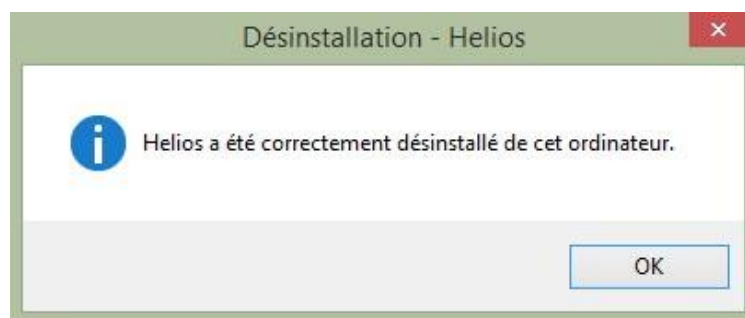 Désinstallation - Helios
Helios a été correctement désinstallé de cet ordinateur.
OK